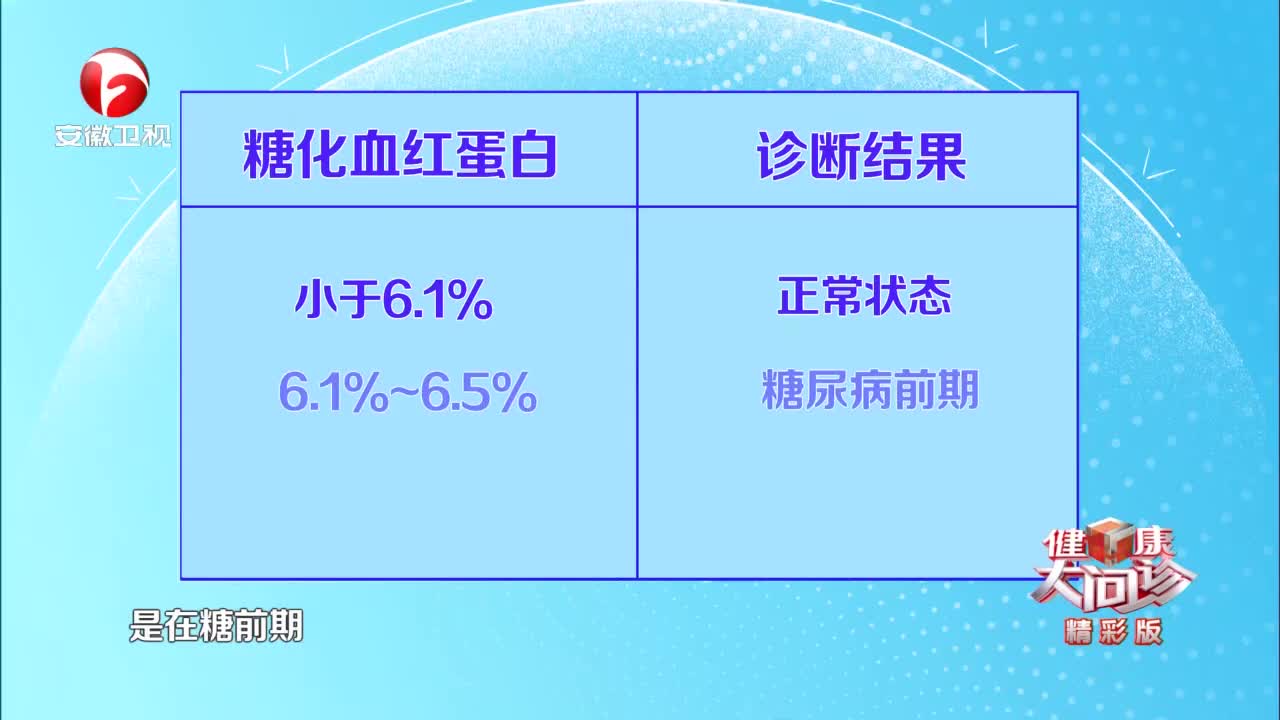 安徽卫视
糖化血红蛋白
诊断结果
小于6.1%
正常状态
6.1%~6.5%
糖尿病前期
健康
大问诊
精彩版
是在糖前期